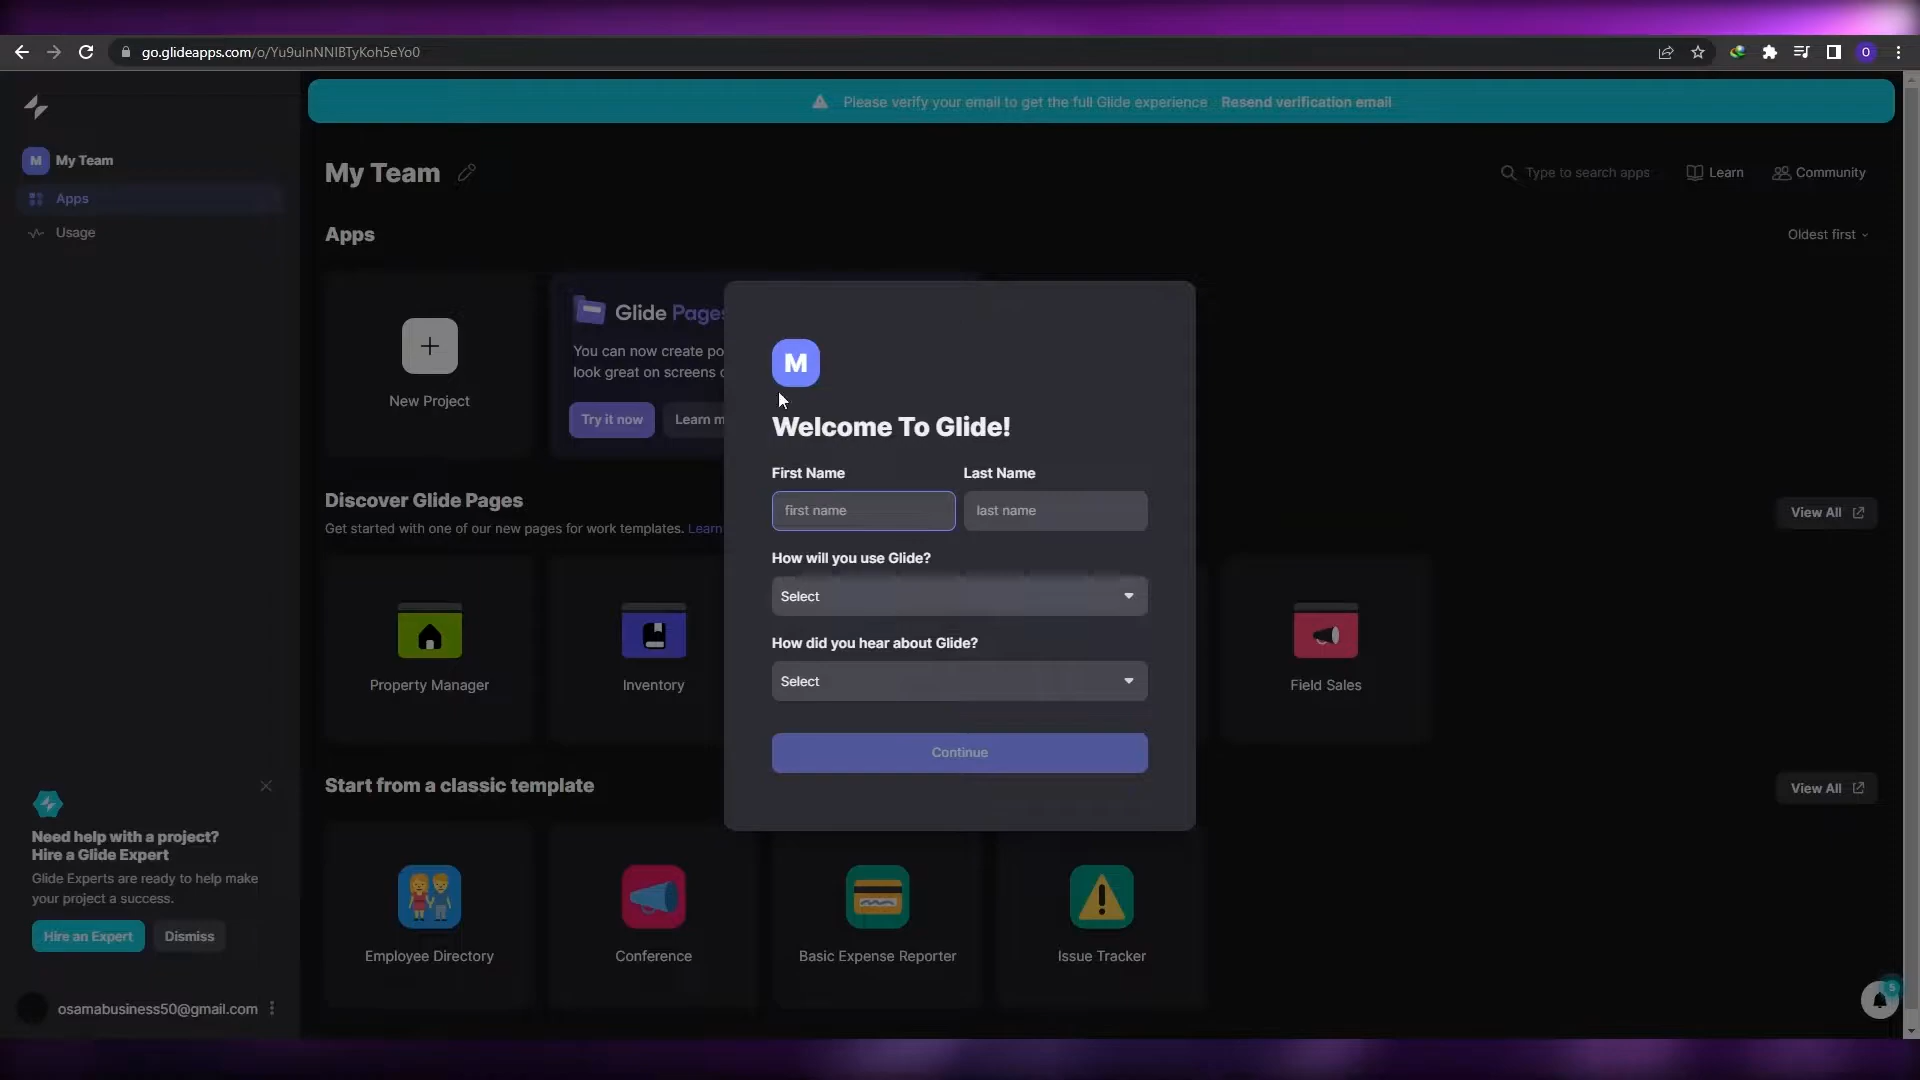 go.glideapps.com/o/Yu9uInNNIBTyKoh5eYo0
O
Please verify your email to get the full Glide experience Resend verification email
M My Team
Apps
Usage
My Team
Type to search apps
Learn
Community
Apps
Oldest first
New Project
Glide Pages
You can now create po
look great on screens o
Try it now
Learn m
M
Welcome To Glide!
First Name
Last Name
first name
last name
How will you use Glide?
Select
How did you hear about Glide?
Select
Continue
Discover Glide Pages
Get started with one of our new pages for work templates. Learn
View All
Property Manager
Inventory
Field Sales
Start from a classic template
View All
Employee Directory
Conference
Basic Expense Reporter
Issue Tracker
Need help with a project?
Hire a Glide Expert
Glide Experts are ready to help make
your project a success.
Hire an Expert
Dismiss
osamabusiness50@gmail.com
5